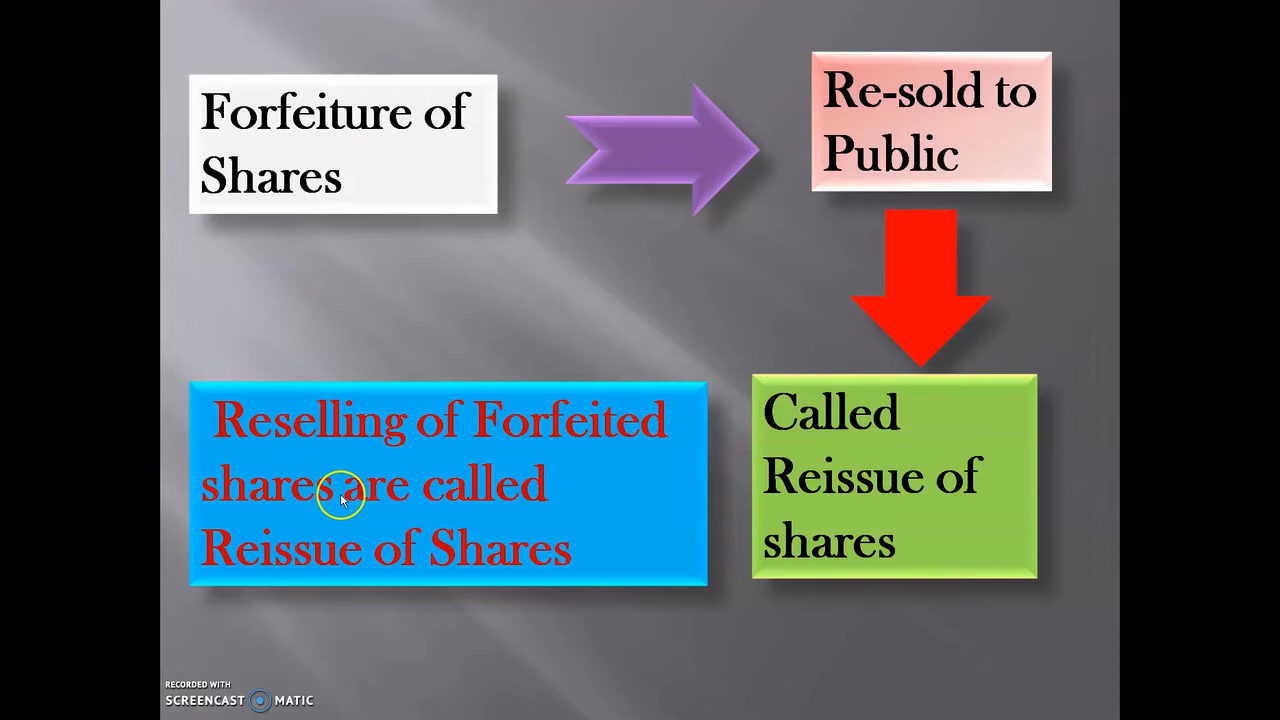 Forfeiture of
Shares
Re-sold to
Public
Called
Reissue of
shares
Reselling of Forfeited
shares are called
Reissue of Shares
RECORDED WITH
SCREENCAST MATIC